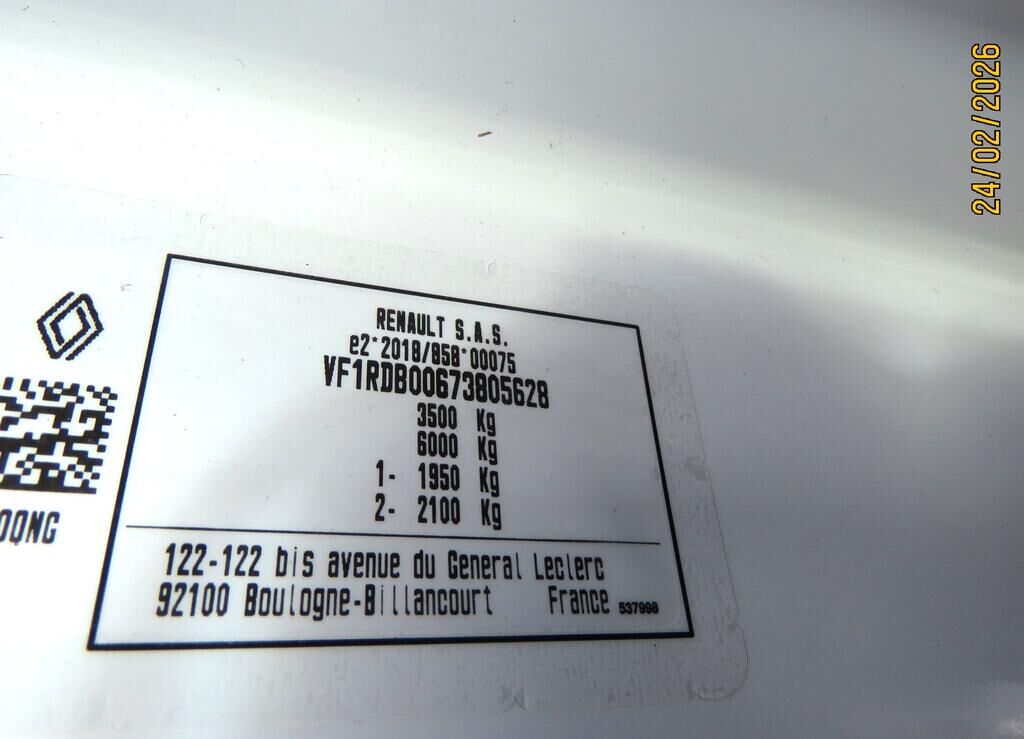 RENAULT S.A.S.
e2*2018/858*00075
VF1RDB00673805628
3500 Kg
6000 Kg
1- 1950 Kg
2- 2100 Kg
122-122 bis avenue du General Leclerc
92100 Boulogne-Billancourt France 537998
0QNG
24/02/2026